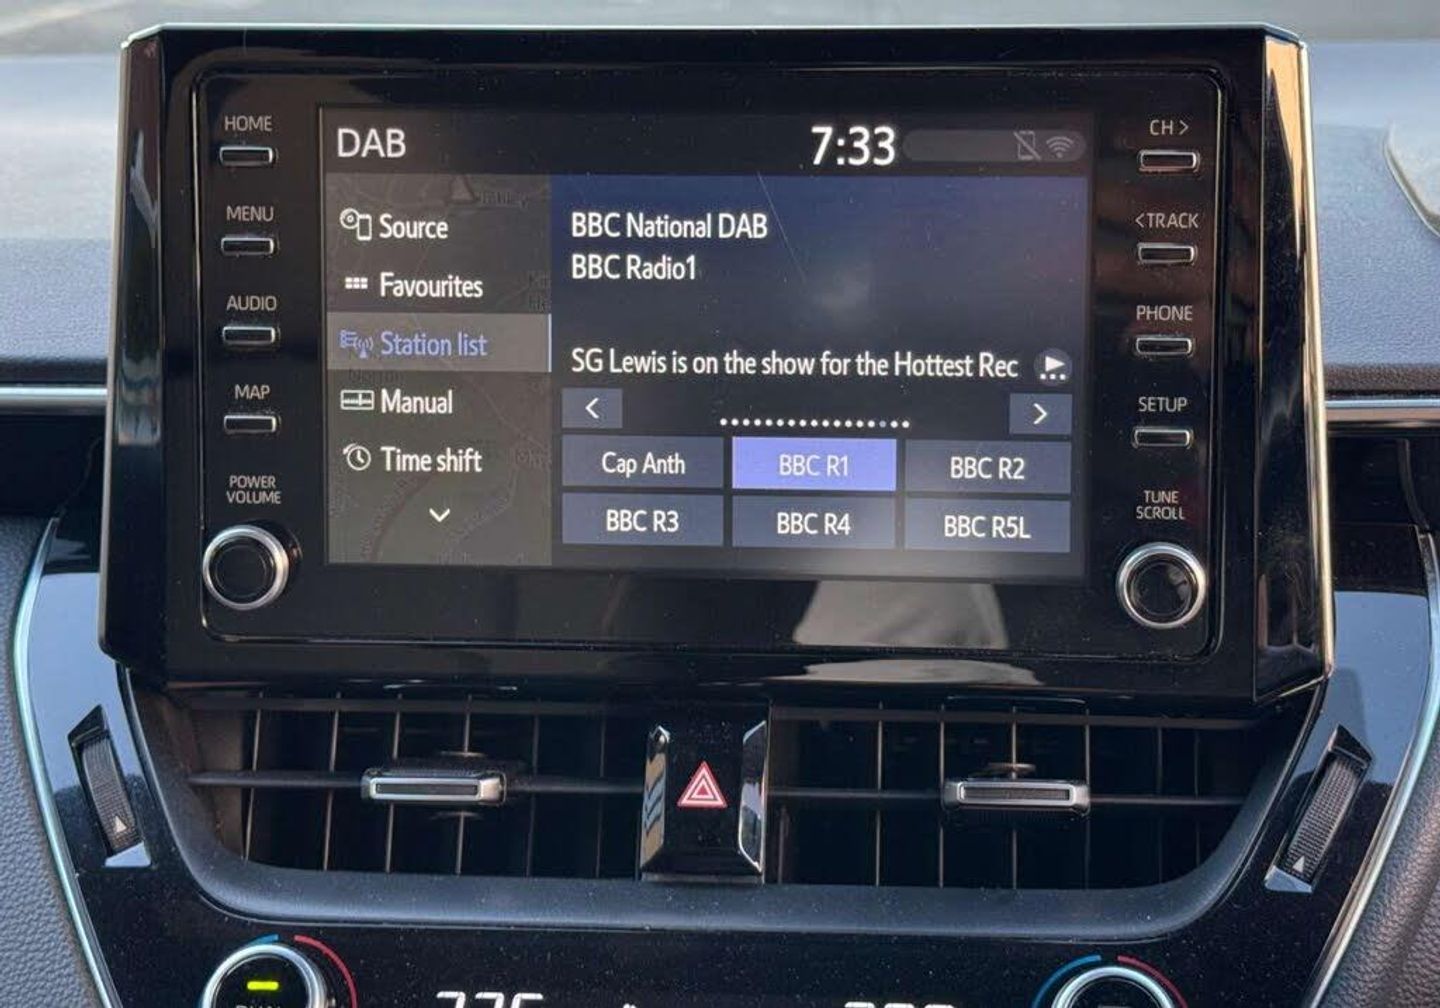 HOME
MENU
AUDIO
MAP
POWER
VOLUME
DAB
7:33
Source
Favourites
Station list
Manual
Time shift
BBC National DAB
BBC Radio1
SG Lewis is on the show for the Hottest Rec
Cap Anth
BBC R1
BBC R2
BBC R3
BBC R4
BBC R5L
CH >
<TRACK
PHONE
SETUP
TUNE
SCROLL